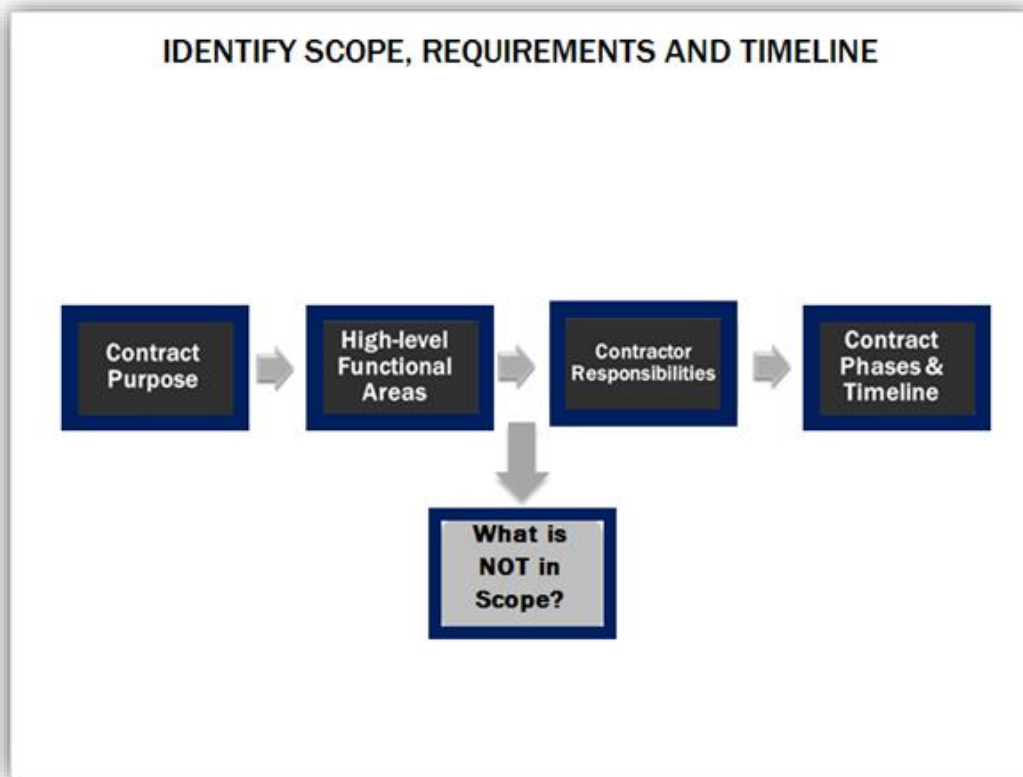 IDENTIFY SCOPE, REQUIREMENTS AND TIMELINE
Contract
Purpose
High-level
Functional
Areas
Contractor
Responsibilities
Contract
Phases &
Timeline
What is
NOT in
Scope?